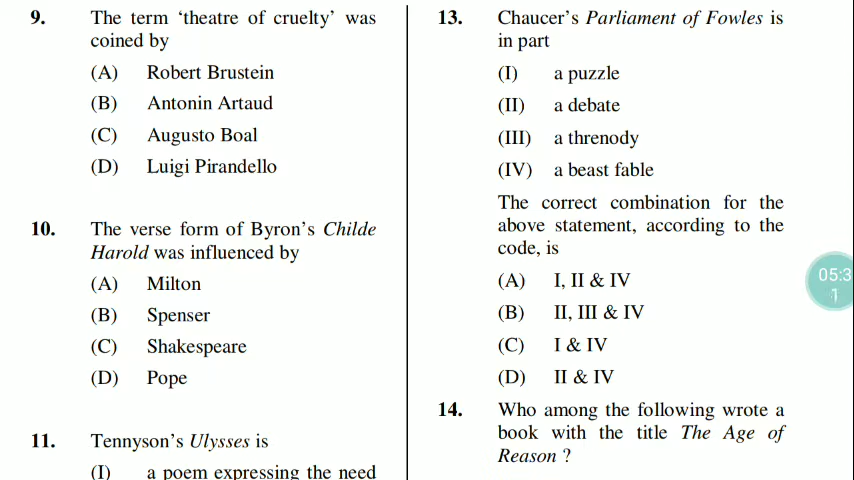 9. The term ‘theatre of cruelty’ was
coined by
(A) Robert Brustein
(B) Antonin Artaud
(C) Augusto Boal
(D) Luigi Pirandello
10. The verse form of Byron’s Childe
Harold was influenced by
(A) Milton
(B) Spenser
(C) Shakespeare
(D) Pope
11. Tennyson’s Ulysses is
(I) a poem expressing the need
13. Chaucer’s Parliament of Fowles is
in part
(I) a puzzle
(II) a debate
(III) a threnody
(IV) a beast fable
The correct combination for the
above statement, according to the
code, is
(A) I, II & IV
(B) II, III & IV
(C) I & IV
(D) II & IV
14. Who among the following wrote a
book with the title The Age of
Reason ?
05:3
1